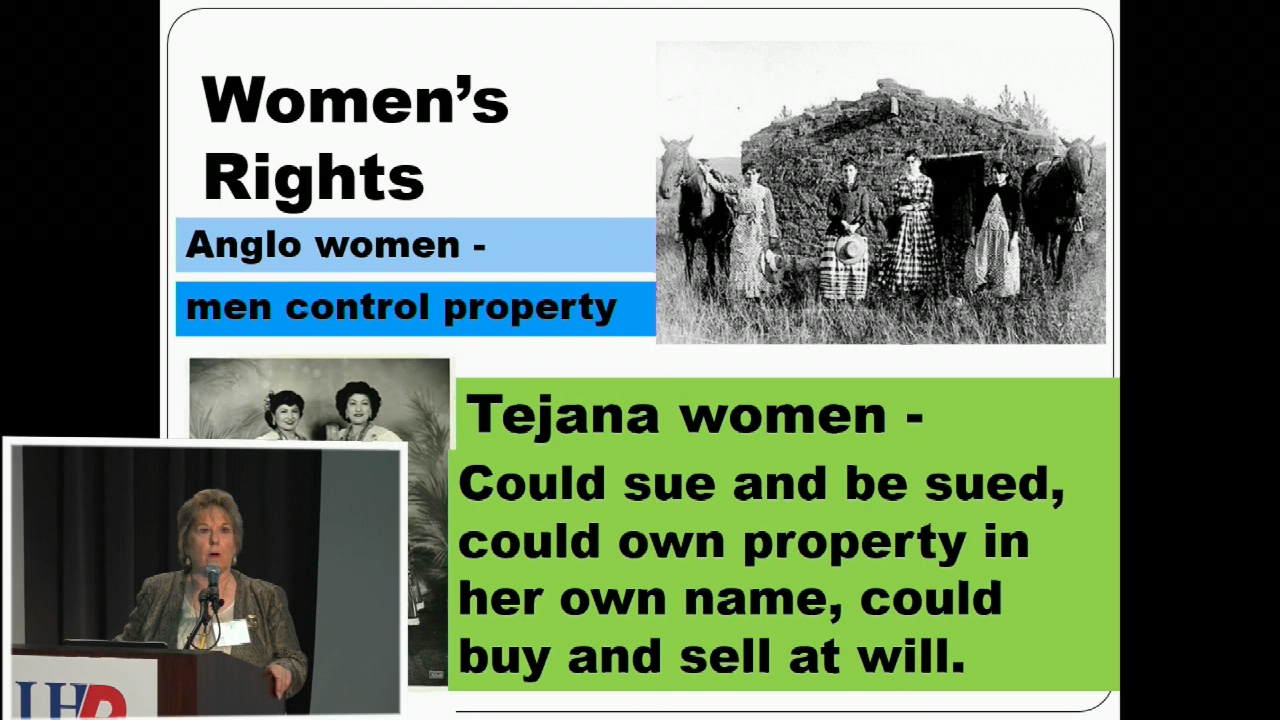 Women’s
Rights
Anglo women -
men control property
Tejana women -
Could sue and be sued,
could own property in
her own name, could
buy and sell at will.